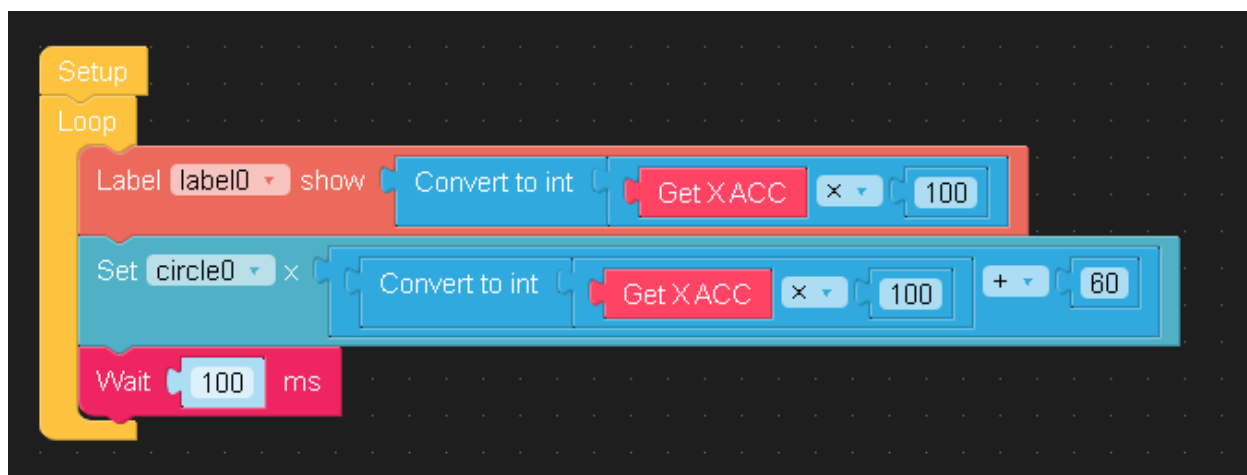 Setup
Loop
Label label0 show Convert to int Get X ACC × 100
Set circle0 x Convert to int Get X ACC × 100 + 60
Wait 100 ms